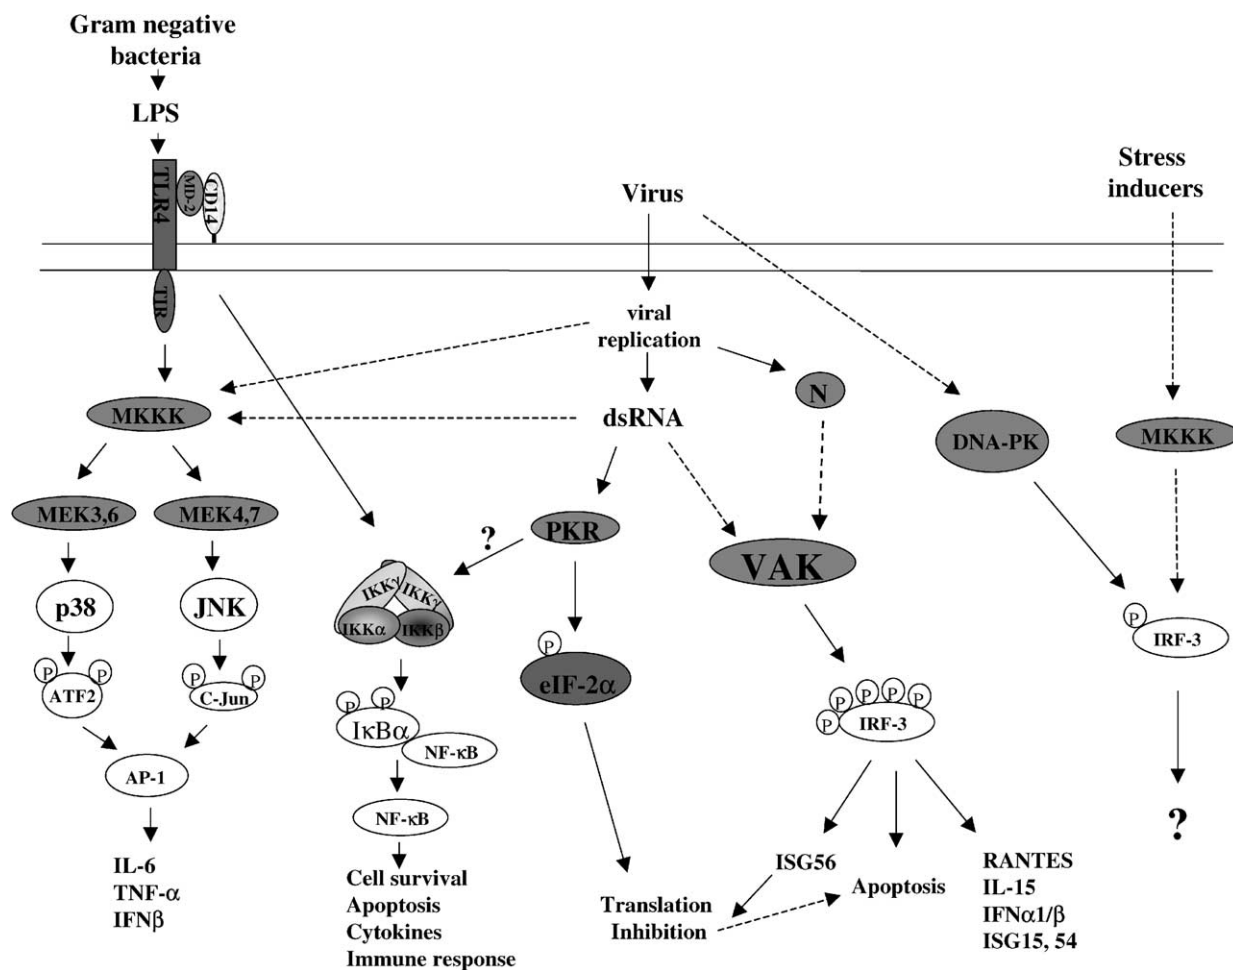 Gram negative
bacteria
LPS
TLR4
MD-2
CD14
TIR
Virus
Stress
inducers
viral
replication
MKKK
dsRNA
N
DNA-PK
MKKK
MEK3,6
MEK4,7
?
PKR
VAK
IKKγ
IKKγ
IKKα
IKKβ
p38
JNK
P
P
ATF2
P
P
C-Jun
P
eIF-2α
P
IRF-3
P
P
IκBα
NF-κB
P
P
P
P
P
IRF-3
AP-1
NF-κB
?
IL-6
TNF-α
IFNβ
Cell survival
Apoptosis
Cytokines
Immune response
Translation
Inhibition
ISG56
Apoptosis
RANTES
IL-15
IFNα1/β
ISG15, 54